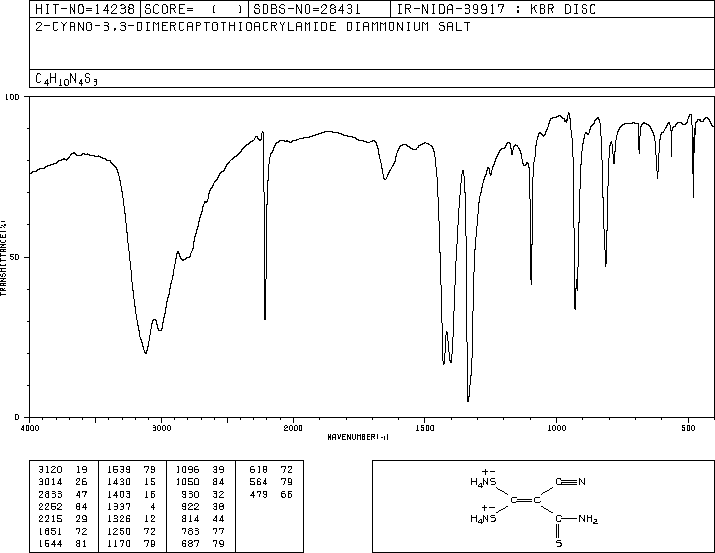 HIT-NO=14238 SCORE= ( ) SDBS-NO=28431 IR-NIDA-39917 : KBR DISC
2-CYANO-3,3-DIMERCAPTOTHIOACRYLAMIDE DIAMMONIUM SALT
C4H10N4S3
100
50
0
TRANSMITTANCE(%)
4000 3000 2000 1500 1000 500
WAVENUMBER(-1)
3120 19 1539 79 1096 39 618 72
3014 26 1430 15 1050 84 564 79
47 1403 16 930 32 479 66
2252 84 1337 4 922 38
2215 29 1326 12 814 44
1651 72 1250 72 77
1544 81 1170 79 687 79
+ -
H4NS C≡N
C=C
+ -
H4NS C-NH2
S